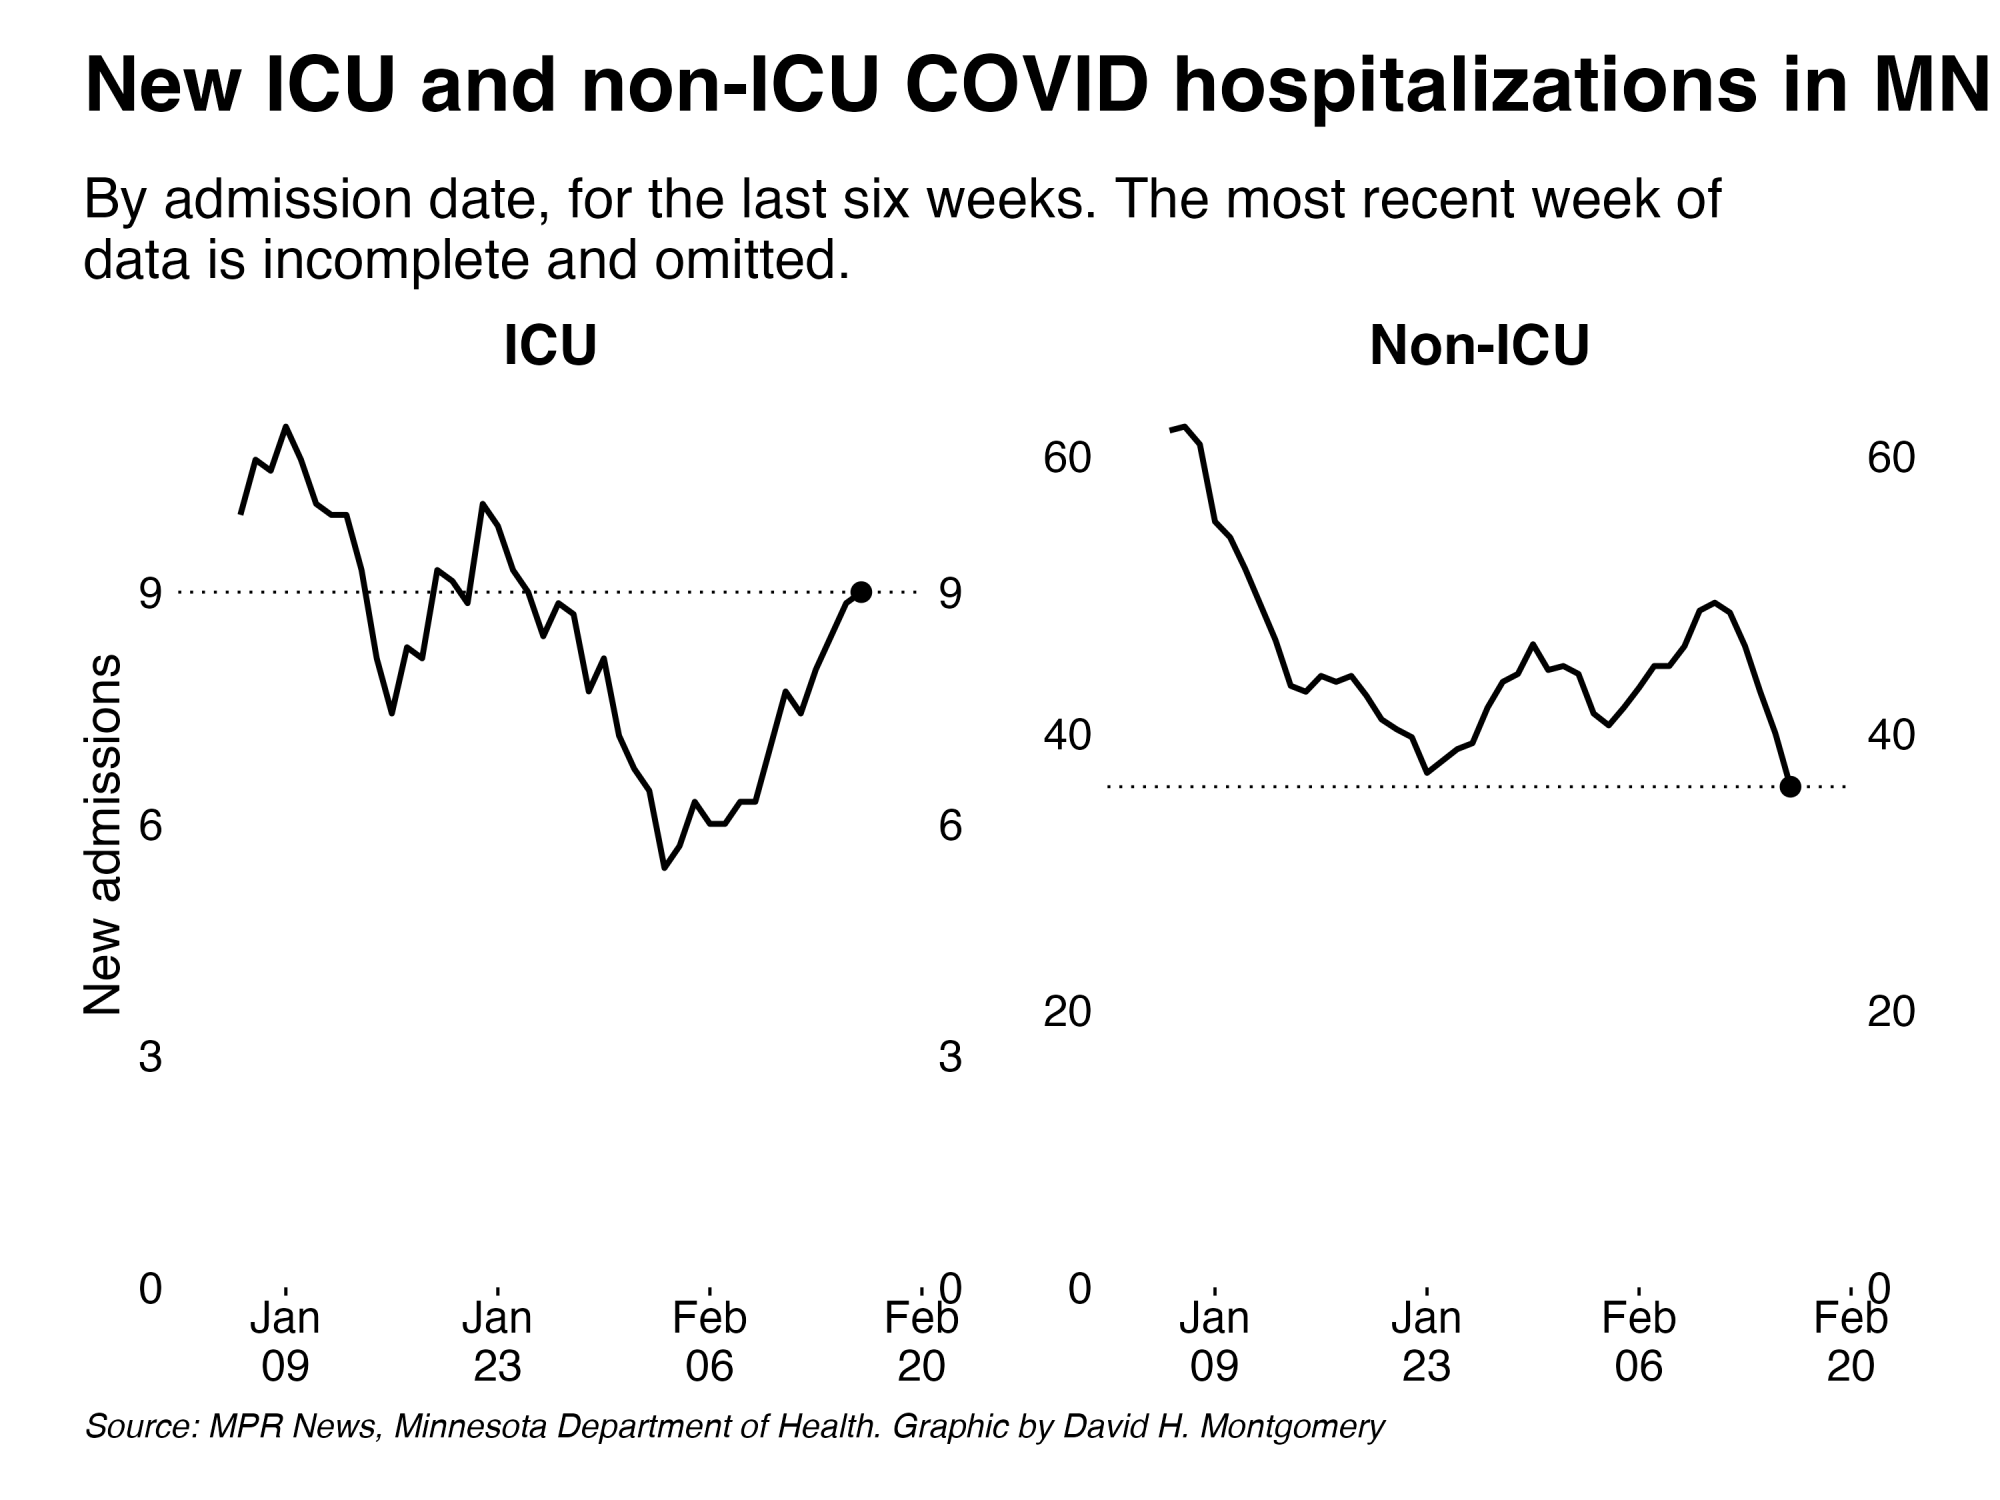 New ICU and non-ICU COVID hospitalizations in MN
By admission date, for the last six weeks. The most recent week of
data is incomplete and omitted.
ICU
New admissions
9
6
3
0
9
6
3
0
Jan
09
Jan
23
Feb
06
Feb
20
Non-ICU
60
40
20
0
60
40
20
0
Jan
09
Jan
23
Feb
06
Feb
20
Source: MPR News, Minnesota Department of Health. Graphic by David H. Montgomery